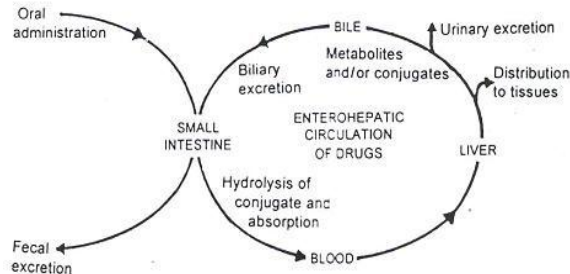 Oral
administration
BILE
Urinary excretion
Metabolites
and/or conjugates
Biliary
excretion
Distribution
to tissues
SMALL
INTESTINE
ENTEROHEPATIC
CIRCULATION
OF DRUGS
LIVER
Hydrolysis of
conjugate and
absorption
Fecal
excretion
BLOOD